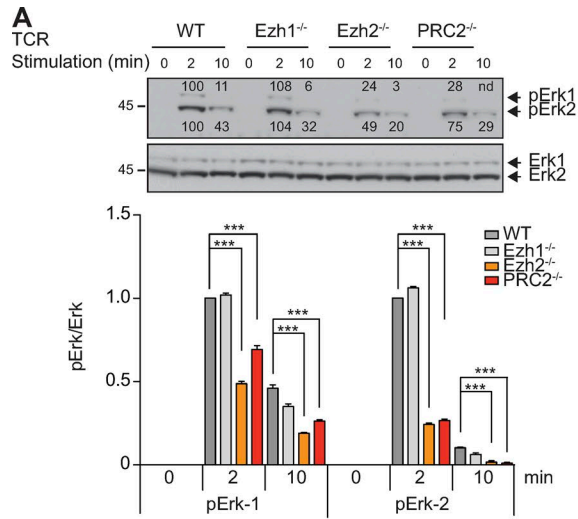 A
TCR
WT Ezh1-/- Ezh2-/- PRC2-/-
Stimulation (min) 0 2 10 0 2 10 0 2 10 0 2 10
100 11 108 6 24 3 28 nd
pErk1
45
pErk2
100 43 104 32 49 20 75 29
Erk1
45
Erk2
1.5
*** ***
WT
*** ***
Ezh1-/-
Ezh2-/-
PRC2-/-
1.0
pErk/Erk
***
***
0.5
***
***
0
0 2 10 0 2 10 min
pErk-1 pErk-2